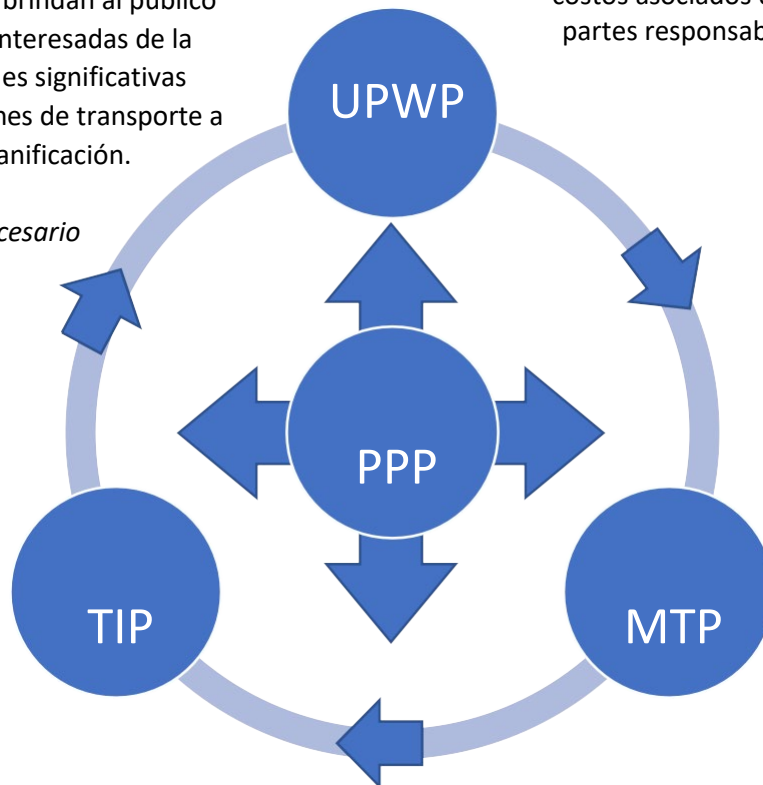 brindan al público
nteresadas de la
es significativas
nes de transporte a
anificación.
cesario
costos asociados
partes responsab
UPWP
PPP
TIP
MTP